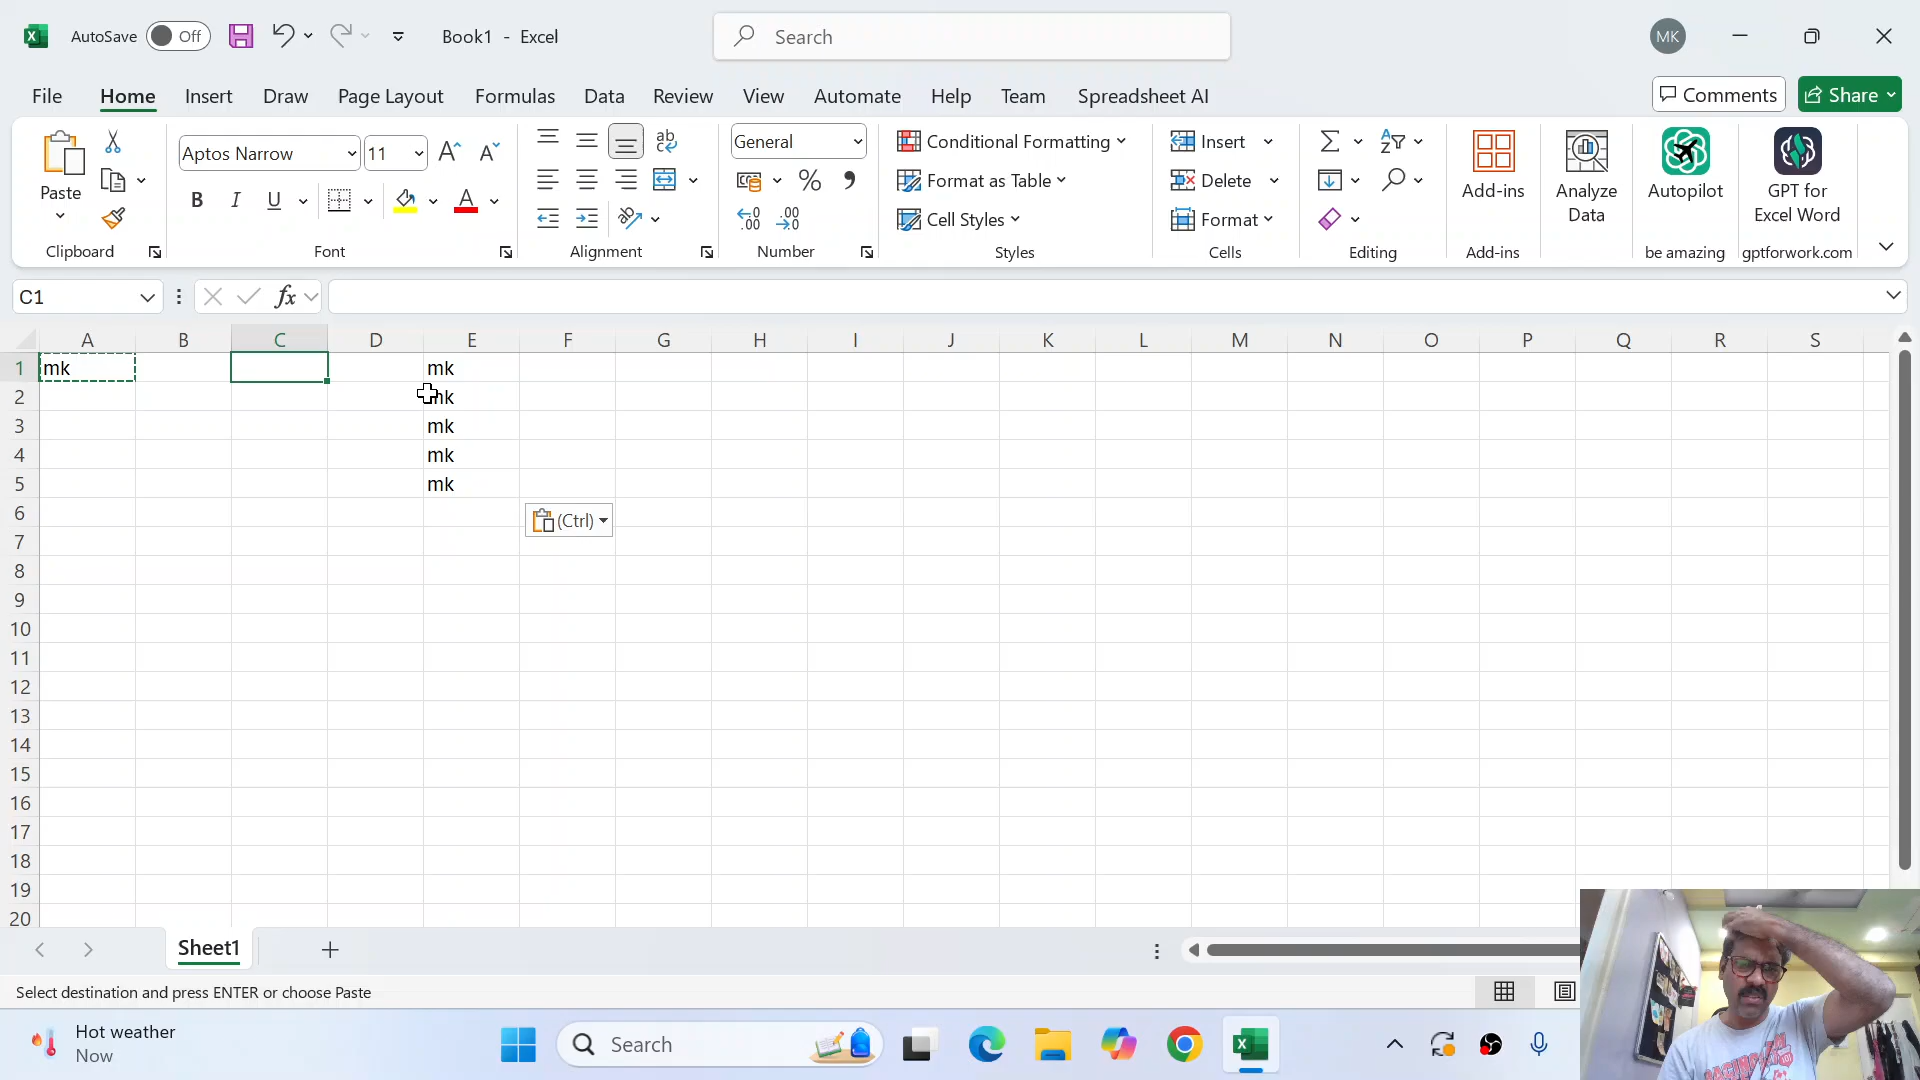 AutoSave Off Book1 - Excel Search MK
File Home Insert Draw Page Layout Formulas Data Review View Automate Help Team Spreadsheet AI Comments Share
Paste
Clipboard
Aptos Narrow 11
B I U A
Font
ab
Alignment
General
% 9
Number
Conditional Formatting
Format as Table
Cell Styles
Styles
Insert
Delete
Format
Cells
Editing
Add-ins
Add-ins
Analyze
Data
Autopilot
be amazing
GPT for
Excel Word
gptforwork.com
C1 fx
A B C D E F G H I J K L M N O P Q R S
1 mk mk
2 mk
3 mk
4 mk
5 mk
6 (Ctrl)
7
8
9
10
11
12
13
14
15
16
17
18
19
20
Sheet1
Select destination and press ENTER or choose Paste
Hot weather
Now
Search